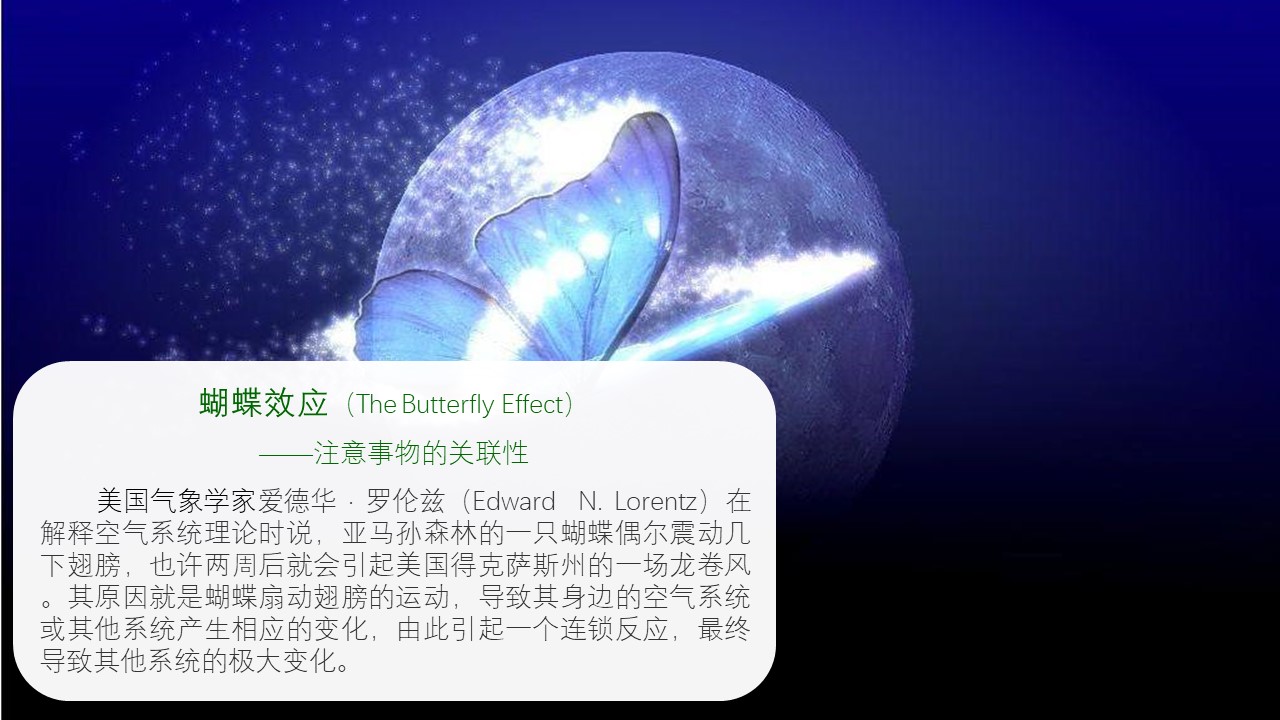 蝴蝶效应（The Butterfly Effect）
——注意事物的关联性
美国气象学家爱德华·罗伦兹（Edward N. Lorentz）在
解释空气系统理论时说，亚马孙森林的一只蝴蝶偶尔震动几
下翅膀，也许两周后就会引起美国得克萨斯州的一场龙卷风
。其原因就是蝴蝶扇动翅膀的运动，导致其身边的空气系统
或其他系统产生相应的变化，由此引起一个连锁反应，最终
导致其他系统的极大变化。